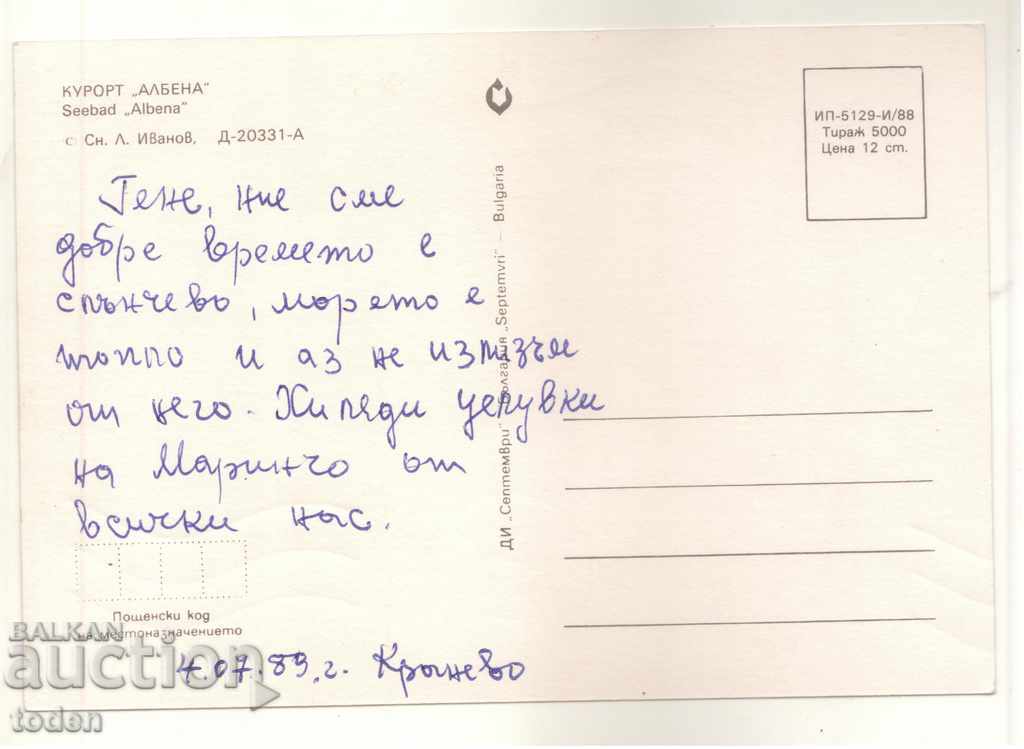 КУРОРТ „АЛБЕНА“
Seebad „Albena“
© Сн. Л. Иванов, Д-20331-А
ИП-5129-И/88
Тираж 5000
Цена 12 ст.
Гене, ние сме
добре времето е
слънчево, морето е
топло и аз не излизам
от него. Хиляди целувки
на Маринчо от
всички нас.
ДИ „Септември“ България „Septemvri“ — Bulgaria
Пощенски код
на местоназначението
4.07.89.г. Крънево
BALKAN
auction
toden